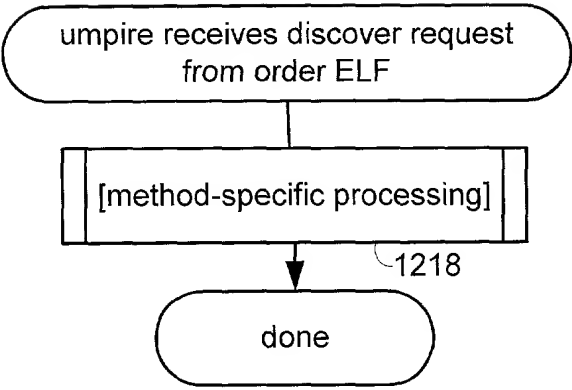 umpire receives discover request
from order ELF
[method-specific processing]
1218
done